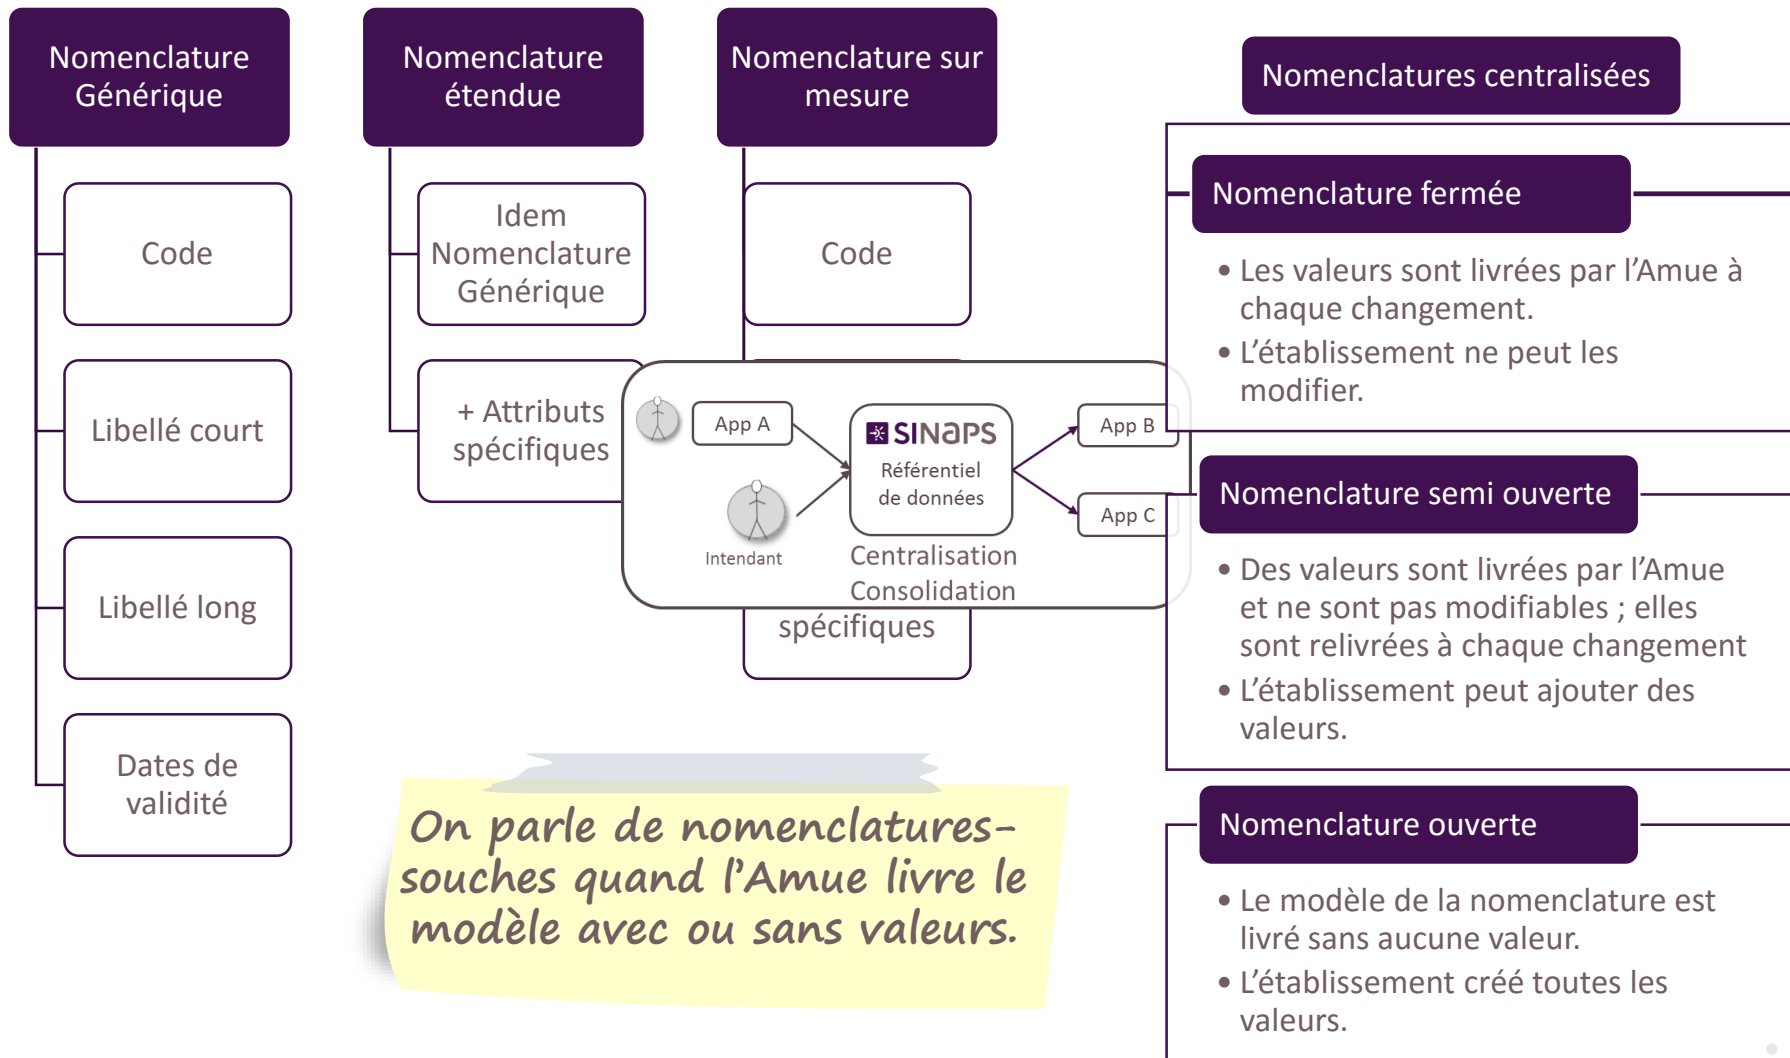 Nomenclature
Générique
Code
Libellé court
Libellé long
Dates de
validité
Nomenclature
étendue
Idem
Nomenclature
Générique
+ Attributs
spécifiques
Nomenclature sur
mesure
Code
spécifiques
App A
Intendant
SINAPS
Référentiel
de données
Centralisation
Consolidation
App B
App C
On parle de nomenclatures-
souches quand l'Amue livre le
modèle avec ou sans valeurs.
Nomenclatures centralisées
Nomenclature fermée
• Les valeurs sont livrées par l'Amue à
chaque changement.
• L'établissement ne peut les
modifier.
Nomenclature semi ouverte
• Des valeurs sont livrées par l'Amue
et ne sont pas modifiables ; elles
sont relivrées à chaque changement
• L'établissement peut ajouter des
valeurs.
Nomenclature ouverte
• Le modèle de la nomenclature est
livré sans aucune valeur.
• L'établissement créé toutes les
valeurs.